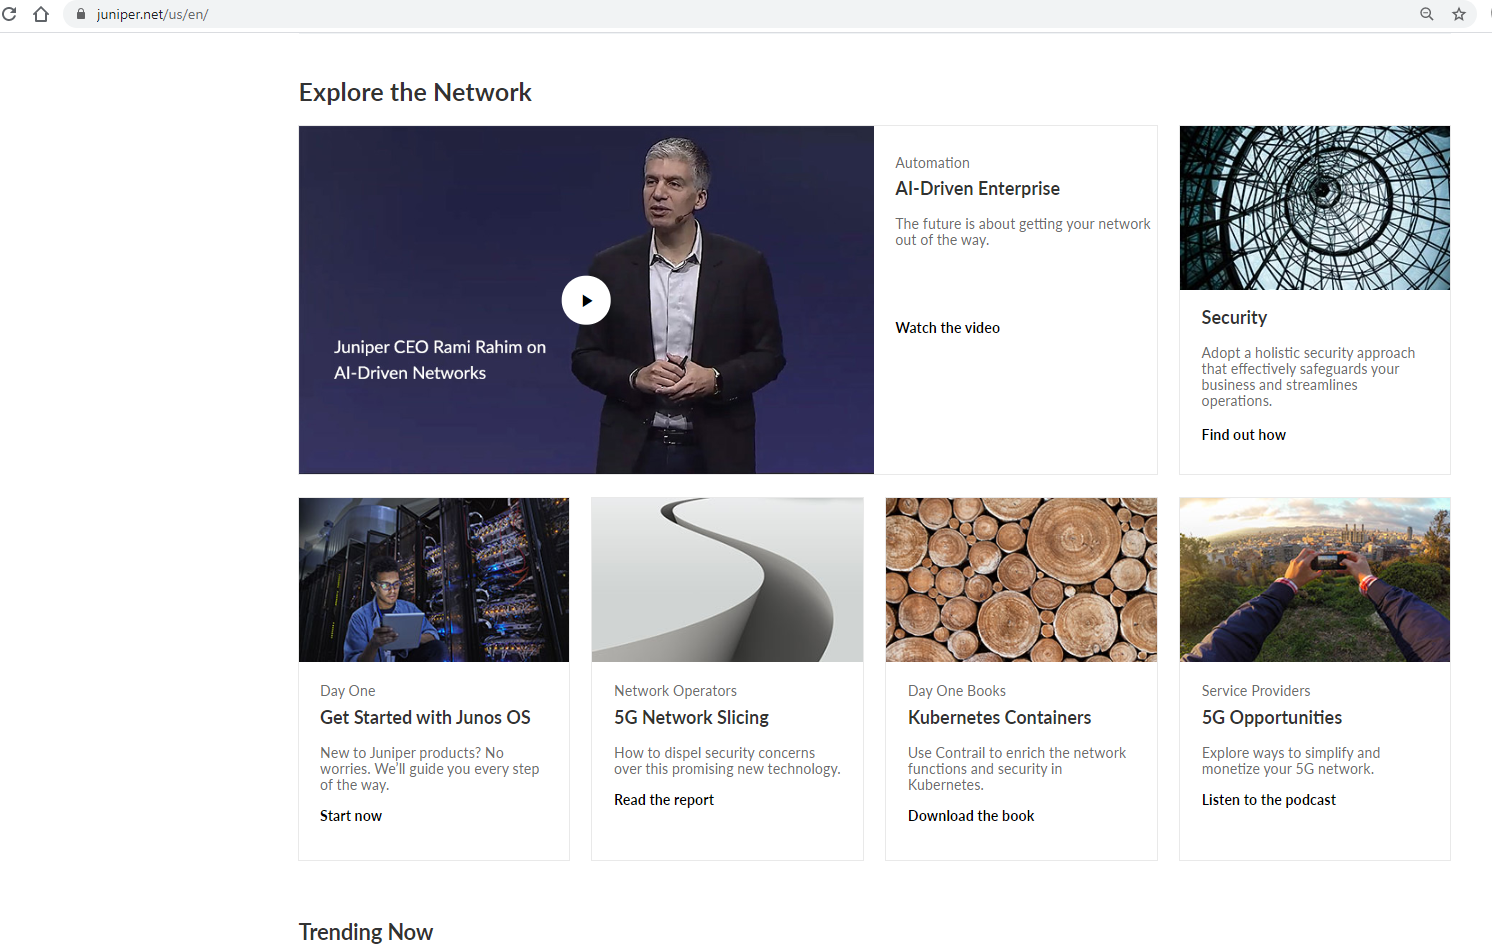 juniper.net/us/en/
Explore the Network
Juniper CEO Rami Rahim on
AI-Driven Networks
Automation
AI-Driven Enterprise
The future is about getting your network
out of the way.
Watch the video
Security
Adopt a holistic security approach
that effectively safeguards your
business and streamlines
operations.
Find out how
Day One
Get Started with Junos OS
New to Juniper products? No
worries. We'll guide you every step
of the way.
Start now
Network Operators
5G Network Slicing
How to dispel security concerns
over this promising new technology.
Read the report
Day One Books
Kubernetes Containers
Use Contrail to enrich the network
functions and security in
Kubernetes.
Download the book
Service Providers
5G Opportunities
Explore ways to simplify and
monetize your 5G network.
Listen to the podcast
Trending Now